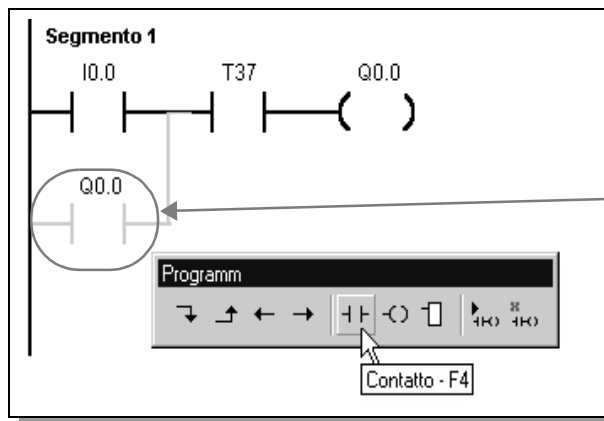 Segmento 1
I0.0 T37 Q0.0
Q0.0
Programm
Contatto - F4